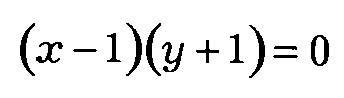 (x − 1)(y + 1) = 0